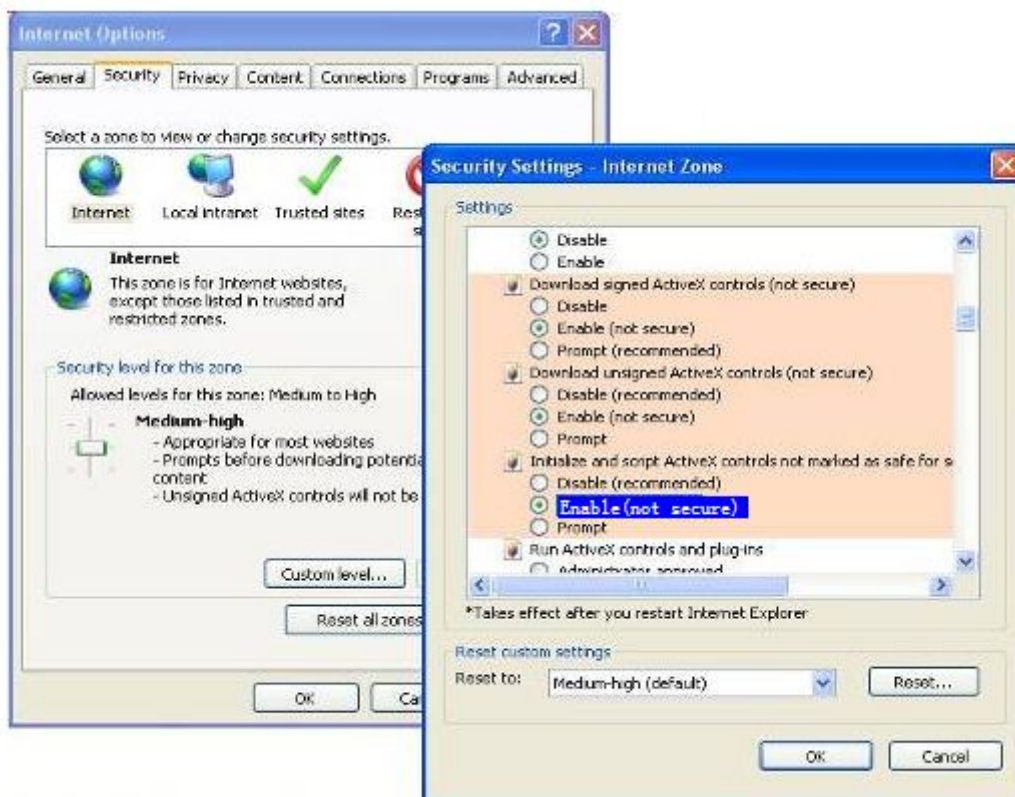 Internet Options
General Security Privacy Content Connections Programs Advanced
Select a zone to view or change security settings.
Internet Local intranet Trusted sites
Internet
This zone is for Internet websites,
except those listed in trusted and
restricted zones.
Security level for this zone
Allowed levels for this zone: Medium to High
Medium-high
- Appropriate for most websites
- Prompts before downloading
content
- Unsigned ActiveX controls will not be
Custom level...
Reset all zones
OK
Security Settings - Internet Zone
Settings
Disable
Enable
Download signed ActiveX controls (not secure)
Disable
Enable (not secure)
Prompt (recommended)
Download unsigned ActiveX controls (not secure)
Disable (recommended)
Enable (not secure)
Prompt
Initialize and script ActiveX controls not marked as safe for s
Disable (recommended)
Enable(not secure)
Prompt
Run ActiveX controls and plug-ins
Administrator approved
*Takes effect after you restart Internet Explorer
Reset custom settings
Reset to: Medium-high (default) Reset...
OK Cancel